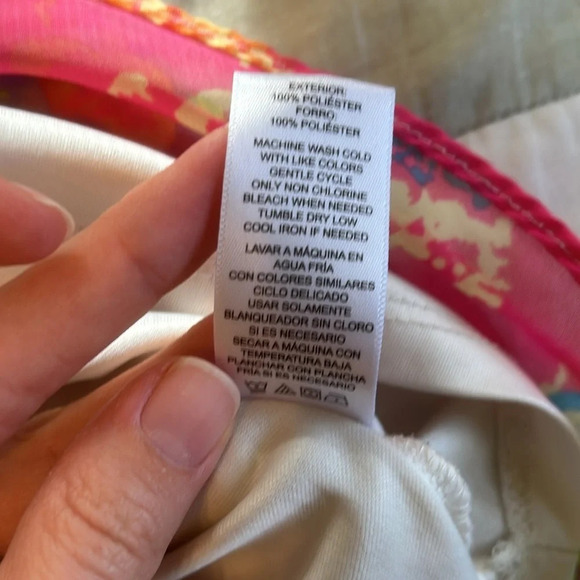 EXTERIOR:
100% POLIÉSTER
FORRO
100% POLIÉSTER
MACHINE WASH COLD
WITH LIKE COLORS
GENTLE CYCLE
ONLY NON CHLORINE
BLEACH WHEN NEEDED
TUMBLE DRY LOW
COOL IRON IF NEEDED
LAVAR A MÁQUINA EN
AGUA FRÍA
CON COLORES SIMILARES
CICLO DELICADO
USAR SOLAMENTE
BLANQUEADOR SIN CLORO
SI ES NECESARIO
SECAR A MÁQUINA CON
TEMPERATURA BAJA
PLANCHAR CON PLANCHA
FRÍA SI ES NECESARIO